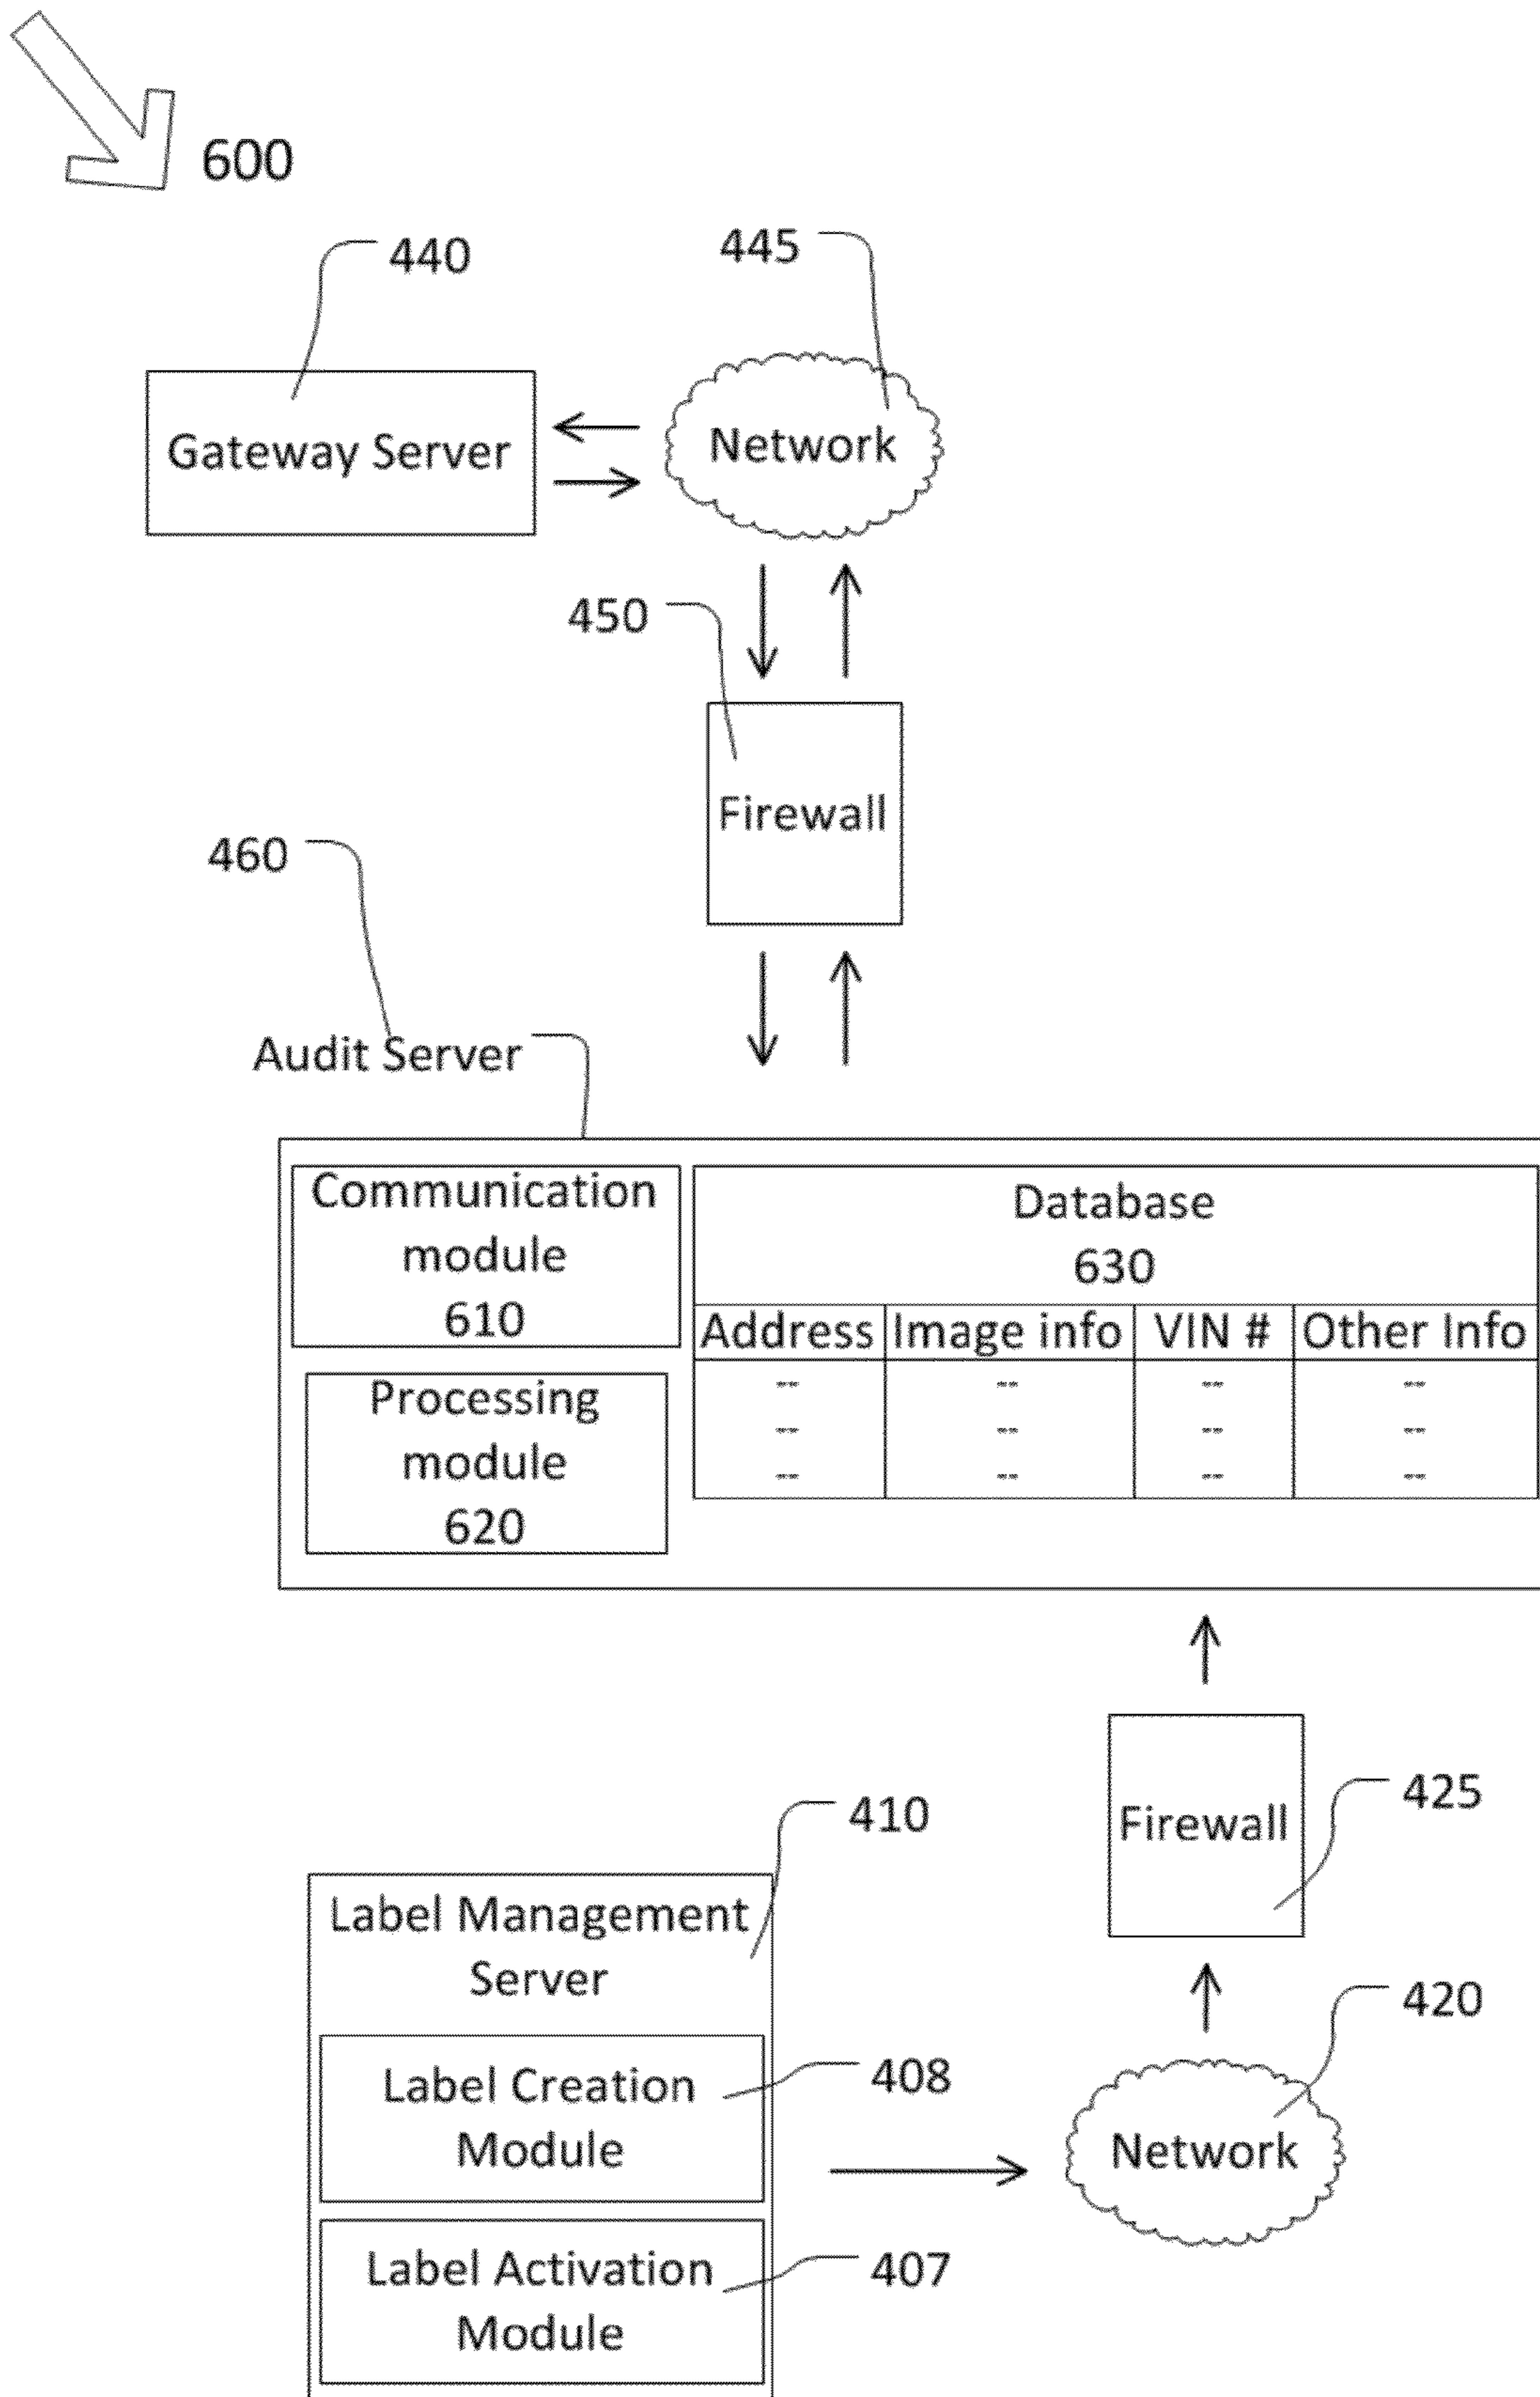 600
440
445
Gateway Server
Network
450
Firewall
460
Audit Server
Communication
module
610
Processing
module
620
Database
630
Address Image info VIN # Other Info
-- -- -- --
-- -- -- --
-- -- -- --
Firewall
425
410
Label Management
Server
420
Label Creation
Module
408
Network
Label Activation
Module
407